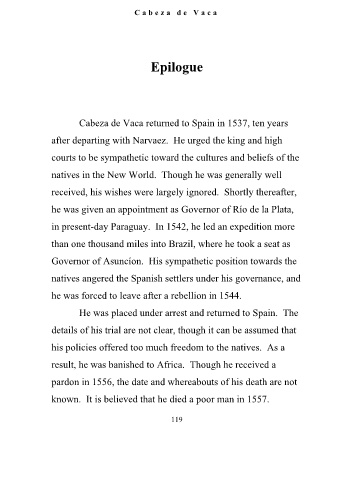 Cabeza de Vaca
Epilogue
Cabeza de Vaca returned to Spain in 1537, ten years
after departing with Narvaez.  He urged the king and high
courts to be sympathetic toward the cultures and beliefs of the
natives in the New World.  Though he was generally well
received, his wishes were largely ignored.  Shortly thereafter,
he was given an appointment as Governor of Rio de la Plata,
in present-day Paraguay.  In 1542, he led an expedition more
than one thousand miles into Brazil, where he took a seat as
Governor of Asuncion.  His sympathetic position towards the
natives angered the Spanish settlers under his governance, and
he was forced to leave after a rebellion in 1544.
He was placed under arrest and returned to Spain.  The
details of his trial are not clear, though it can be assumed that
his policies offered too much freedom to the natives.  As a
result, he was banished to Africa.  Though he received a
pardon in 1556, the date and whereabouts of his death are not
known.  It is believed that he died a poor man in 1557.
119